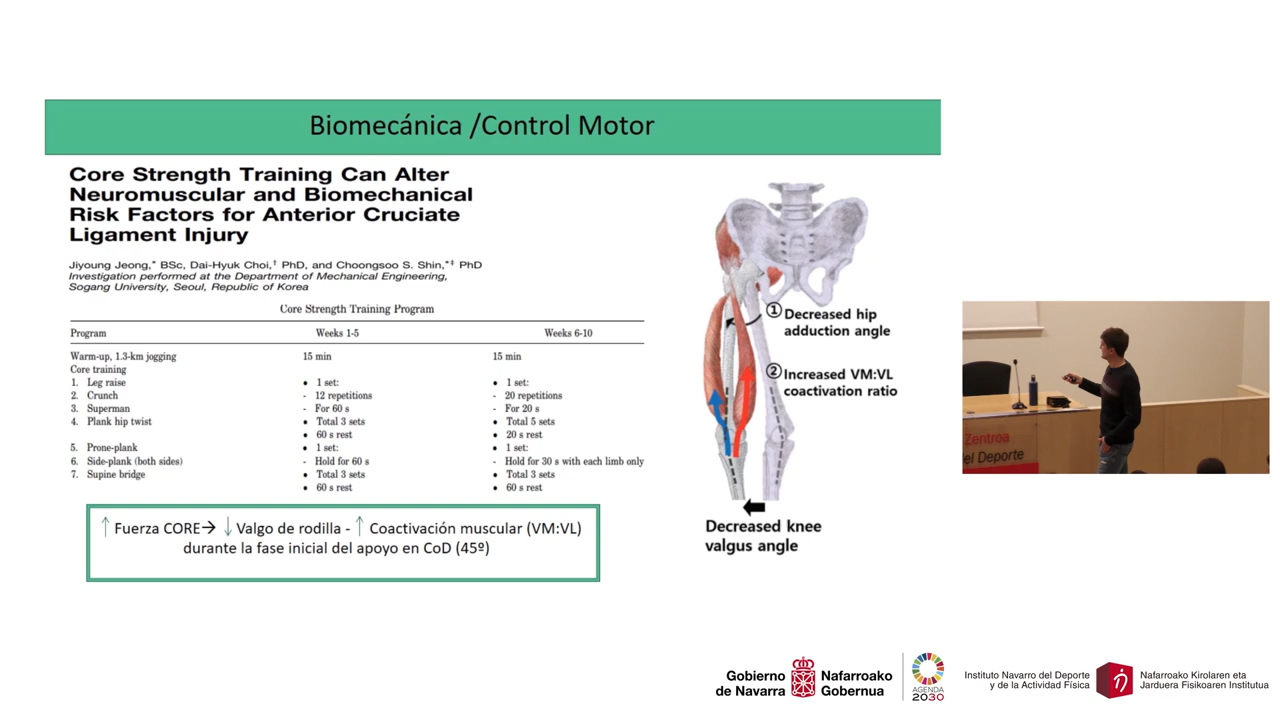 Biomecánica /Control Motor
Core Strength Training Can Alter
Neuromuscular and Biomechanical
Risk Factors for Anterior Cruciate
Ligament Injury
Jiyoung Jeong,* BSc, Dai-Hyuk Choi,† PhD, and Choongsoo S. Shin,*‡ PhD
Investigation performed at the Department of Mechanical Engineering,
Sogang University, Seoul, Republic of Korea
Core Strength Training Program
Program Weeks 1-5 Weeks 6-10
Warm-up, 1.3-km jogging 15 min 15 min
Core training
1. Leg raise • 1 set: • 1 set:
2. Crunch - 12 repetitions - 20 repetitions
3. Superman - For 60 s - For 20 s
4. Plank hip twist • Total 3 sets • Total 5 sets
• 60 s rest • 20 s rest
5. Prone-plank • 1 set: • 1 set:
6. Side-plank (both sides) - Hold for 60 s - Hold for 30 s with each limb only
7. Supine bridge • Total 3 sets • Total 3 sets
• 60 s rest • 60 s rest
↑ Fuerza CORE→ ↓ Valgo de rodilla - ↑ Coactivación muscular (VM:VL)
durante la fase inicial del apoyo en CoD (45º)
① Decreased hip
adduction angle
② Increased VM:VL
coactivation ratio
Decreased knee
valgus angle
Zentroa
el Deporte
Gobierno
de Navarra
Nafarroako
Gobernua
AGENDA
2030
Instituto Navarro del Deporte
y de la Actividad Física
Nafarroako Kirolaren eta
Jarduera Fisikoaren Institutua